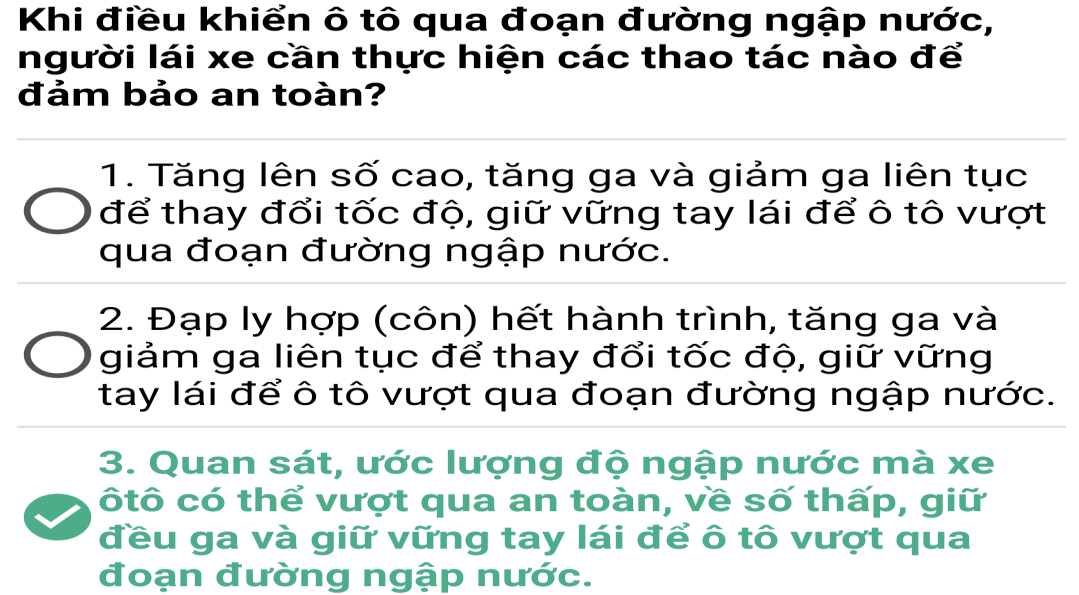 Khi điều khiển ô tô qua đoạn đường ngập nước,
người lái xe cần thực hiện các thao tác nào để
đảm bảo an toàn?
1. Tăng lên số cao, tăng ga và giảm ga liên tục
để thay đổi tốc độ, giữ vững tay lái để ô tô vượt
qua đoạn đường ngập nước.
2. Đạp ly hợp (côn) hết hành trình, tăng ga và
giảm ga liên tục để thay đổi tốc độ, giữ vững
tay lái để ô tô vượt qua đoạn đường ngập nước.
3. Quan sát, ước lượng độ ngập nước mà xe
ôtô có thể vượt qua an toàn, về số thấp, giữ
đều ga và giữ vững tay lái để ô tô vượt qua
đoạn đường ngập nước.